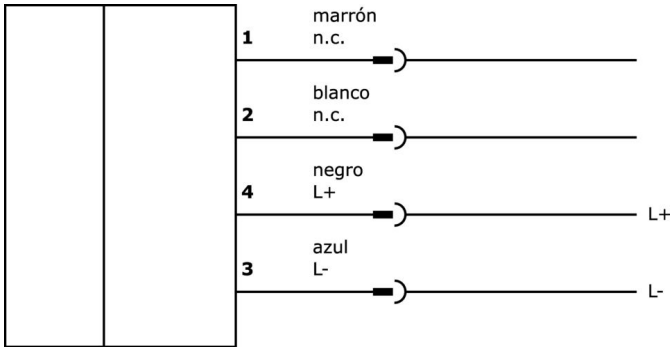 marrón
1 n.c.
blanco
2 n.c.
negro
4 L+
L+
azul
3 L-
L-